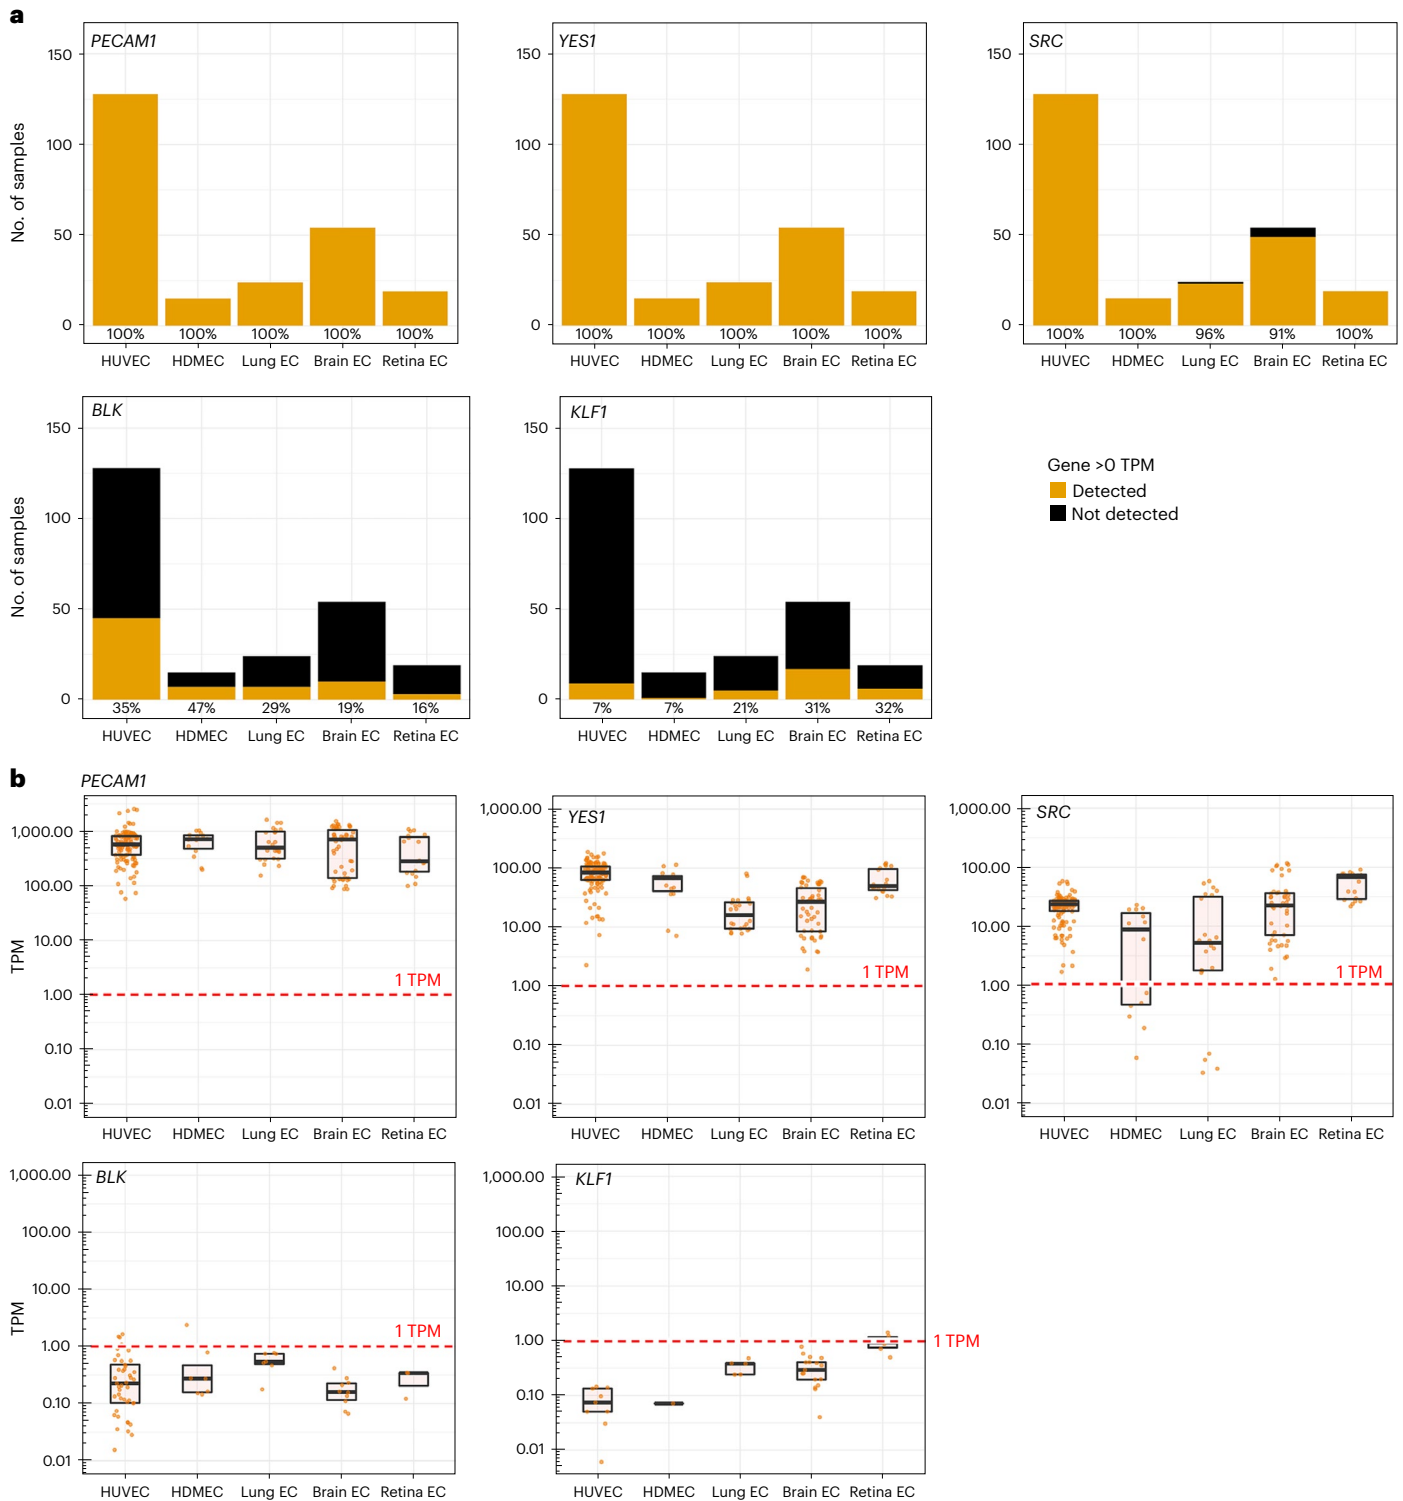 a
PECAM1
YES1
SRC
No. of samples
150
100
50
0
100% 100% 100% 100% 100%
HUVEC HDMEC Lung EC Brain EC Retina EC
150
100
50
0
100% 100% 100% 100% 100%
HUVEC HDMEC Lung EC Brain EC Retina EC
150
100
50
0
100% 100% 96% 91% 100%
HUVEC HDMEC Lung EC Brain EC Retina EC
BLK
KLF1
No. of samples
150
100
50
0
35% 47% 29% 19% 16%
HUVEC HDMEC Lung EC Brain EC Retina EC
150
100
50
0
7% 7% 21% 31% 32%
HUVEC HDMEC Lung EC Brain EC Retina EC
Gene >0 TPM
Detected
Not detected
b
PECAM1
TPM
1,000.00
100.00
10.00
1.00
0.10
0.01
1 TPM
HUVEC HDMEC Lung EC Brain EC Retina EC
YES1
1,000.00
100.00
10.00
1.00
0.10
0.01
1 TPM
HUVEC HDMEC Lung EC Brain EC Retina EC
SRC
1,000.00
100.00
10.00
1.00
0.10
0.01
1 TPM
HUVEC HDMEC Lung EC Brain EC Retina EC
BLK
TPM
1,000.00
100.00
10.00
1.00
0.10
0.01
1 TPM
HUVEC HDMEC Lung EC Brain EC Retina EC
KLF1
1,000.00
100.00
10.00
1.00
0.10
0.01
1 TPM
HUVEC HDMEC Lung EC Brain EC Retina EC